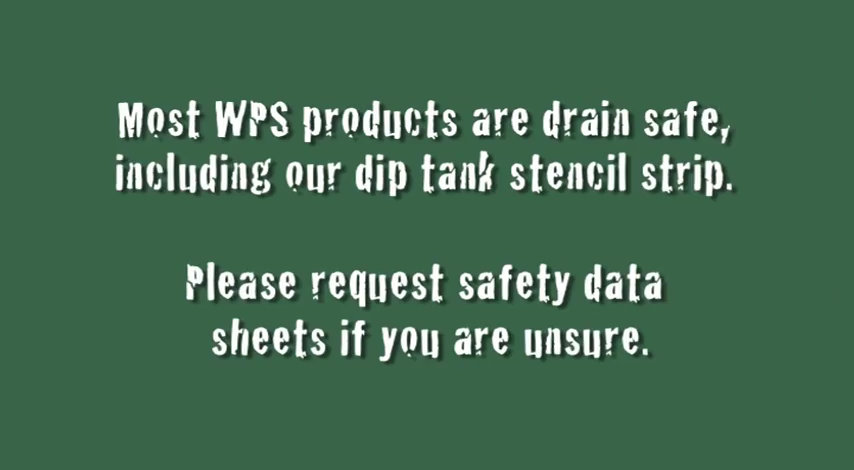 Most WPS products are drain safe,
including our dip tank stencil strip.
Please request safety data
sheets if you are unsure.